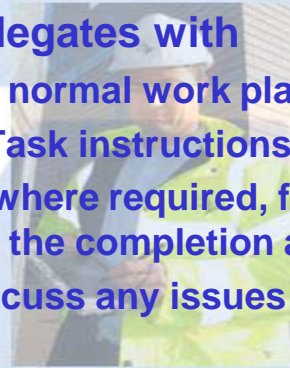 legates with
normal work pla
Task instructions
where required, f
the completion a
cuss any issues